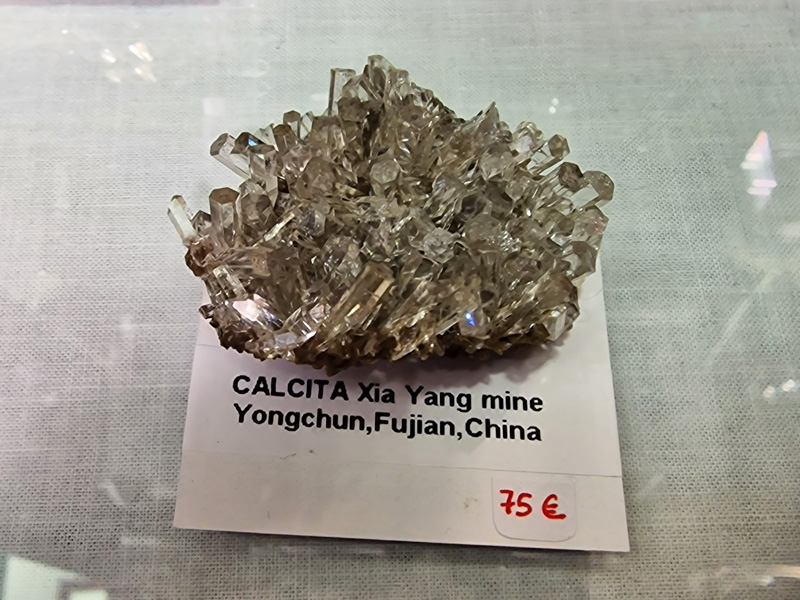 CALCITA Xia Yang mine
Yongchun,Fujian,China
75 €